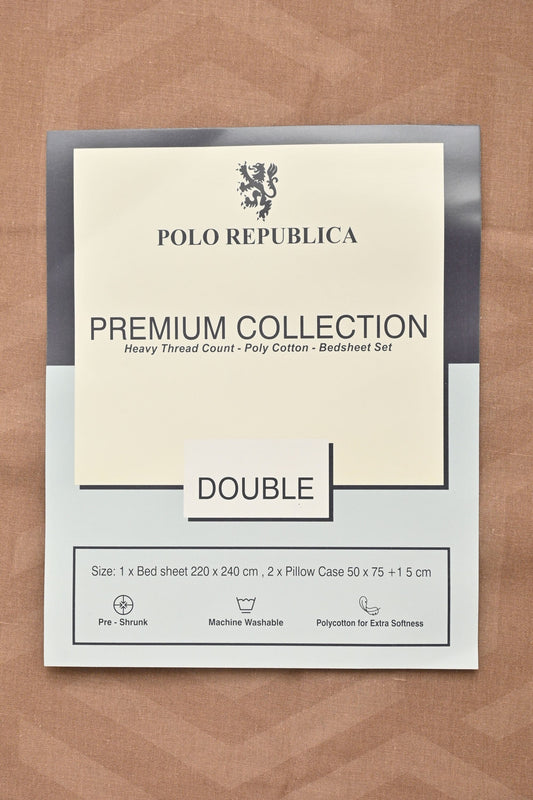 POLO REPUBLICA
PREMIUM COLLECTION
Heavy Thread Count - Poly Cotton - Bedsheet Set
DOUBLE
Size: 1 x Bed sheet 220 x 240 cm , 2 x Pillow Case 50 x 75 +1 5 cm
Pre - Shrunk
Machine Washable
Polycotton for Extra Softness